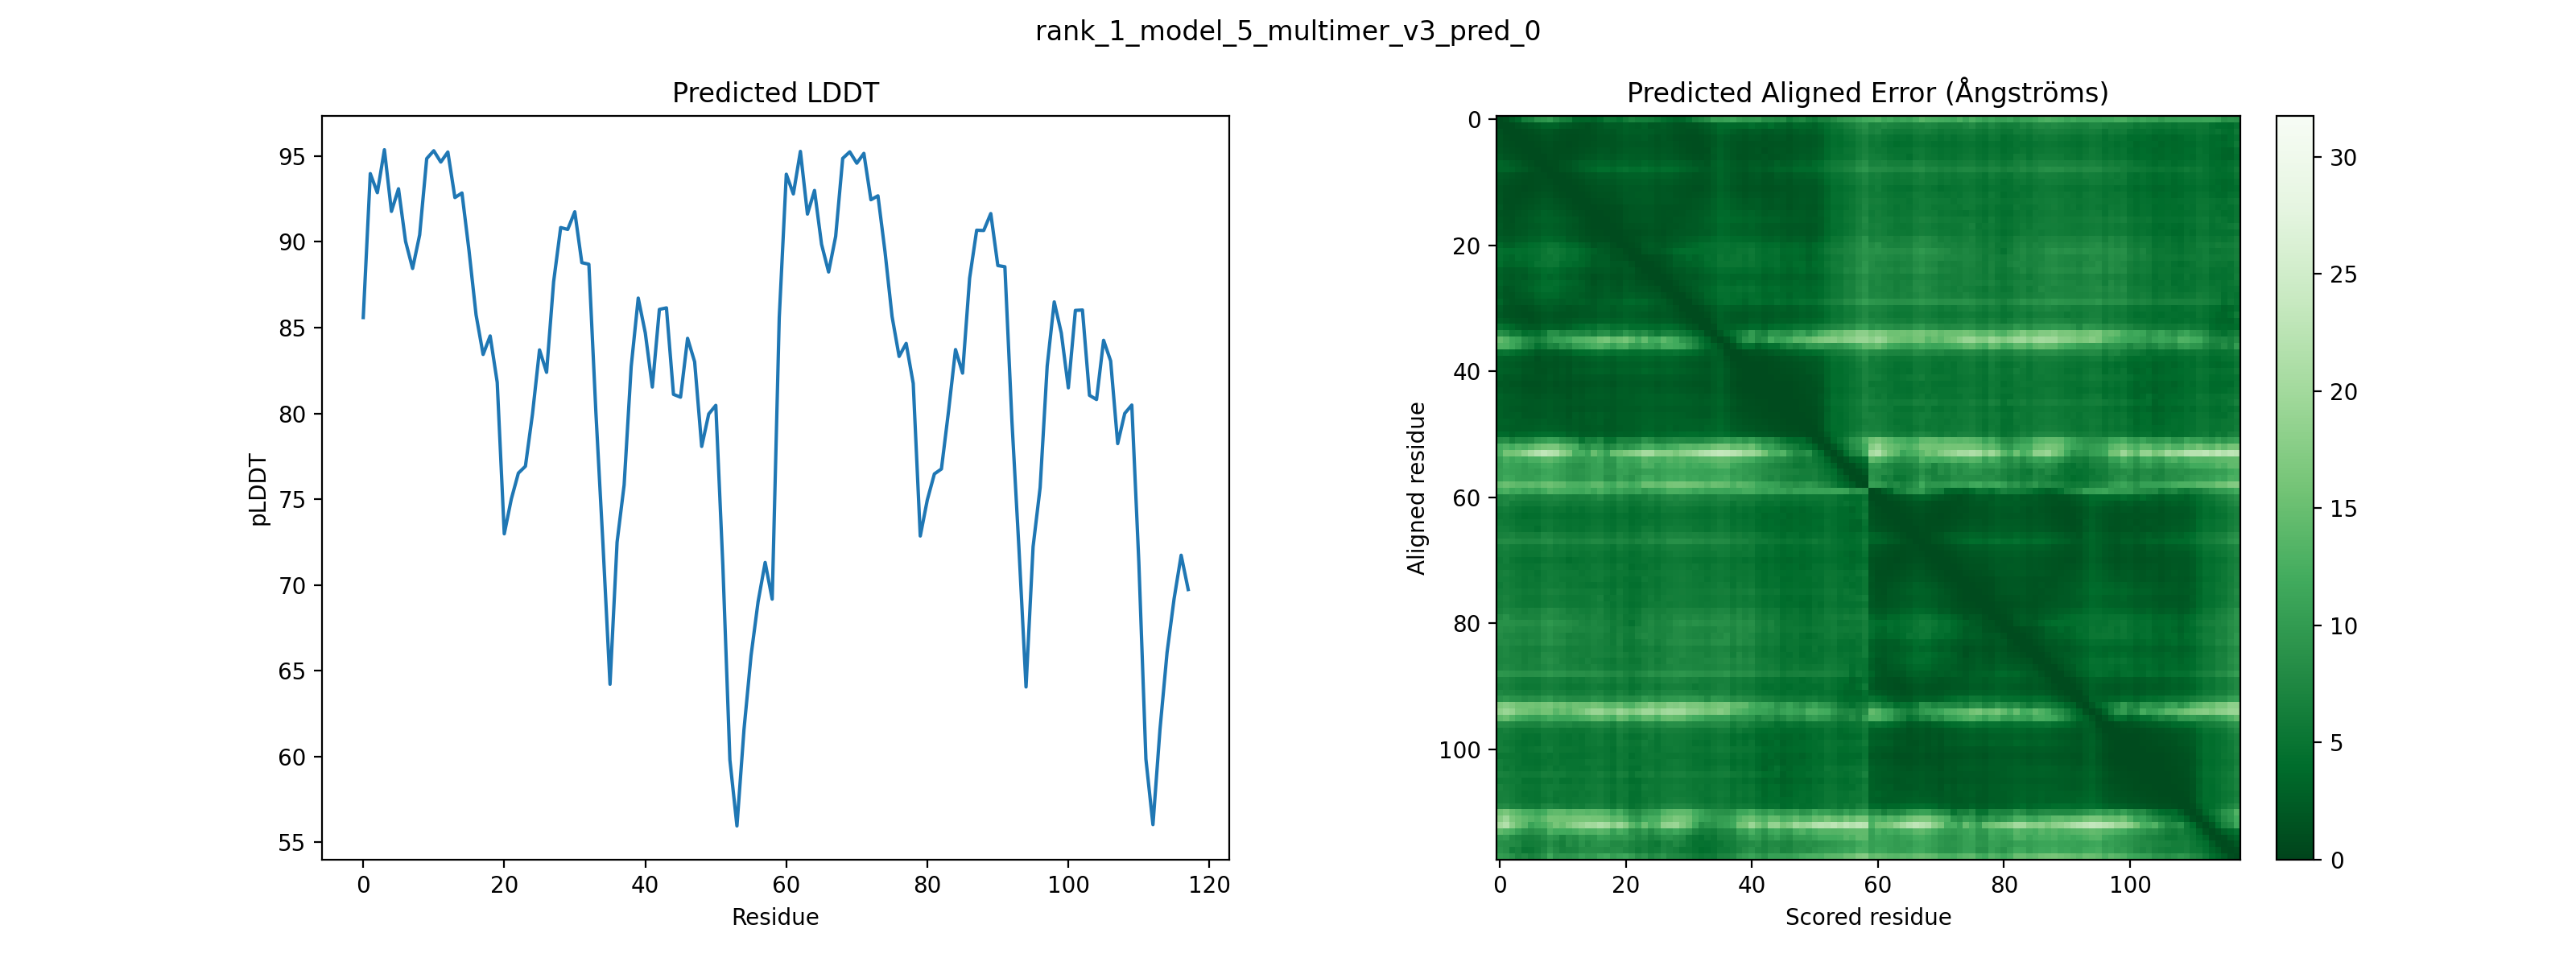 rank_1_model_5_multimer_v3_pred_0
Predicted LDDT
95
90
85
80
75
70
65
60
55
pLDDT
0 20 40 60 80 100 120
Residue
Predicted Aligned Error (Ångströms)
0
20
40
60
80
100
Aligned residue
0 20 40 60 80 100
Scored residue
30
25
20
15
10
5
0